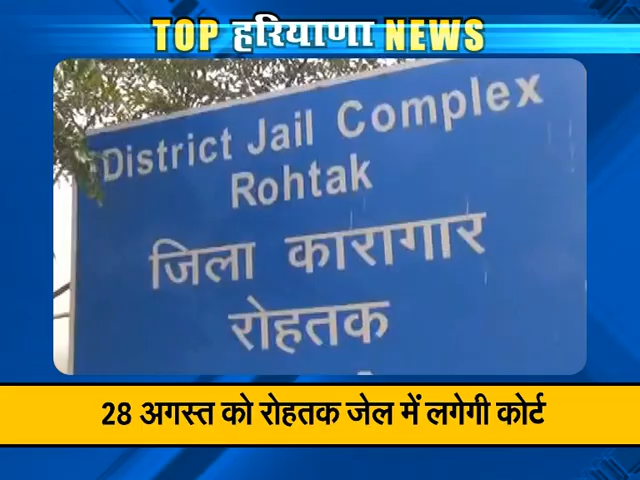 TOP हरियाणा NEWS
District Jail Complex
Rohtak
जिला कारागार
रोहतक
28 अगस्त को रोहतक जेल में लगेगी कोर्ट